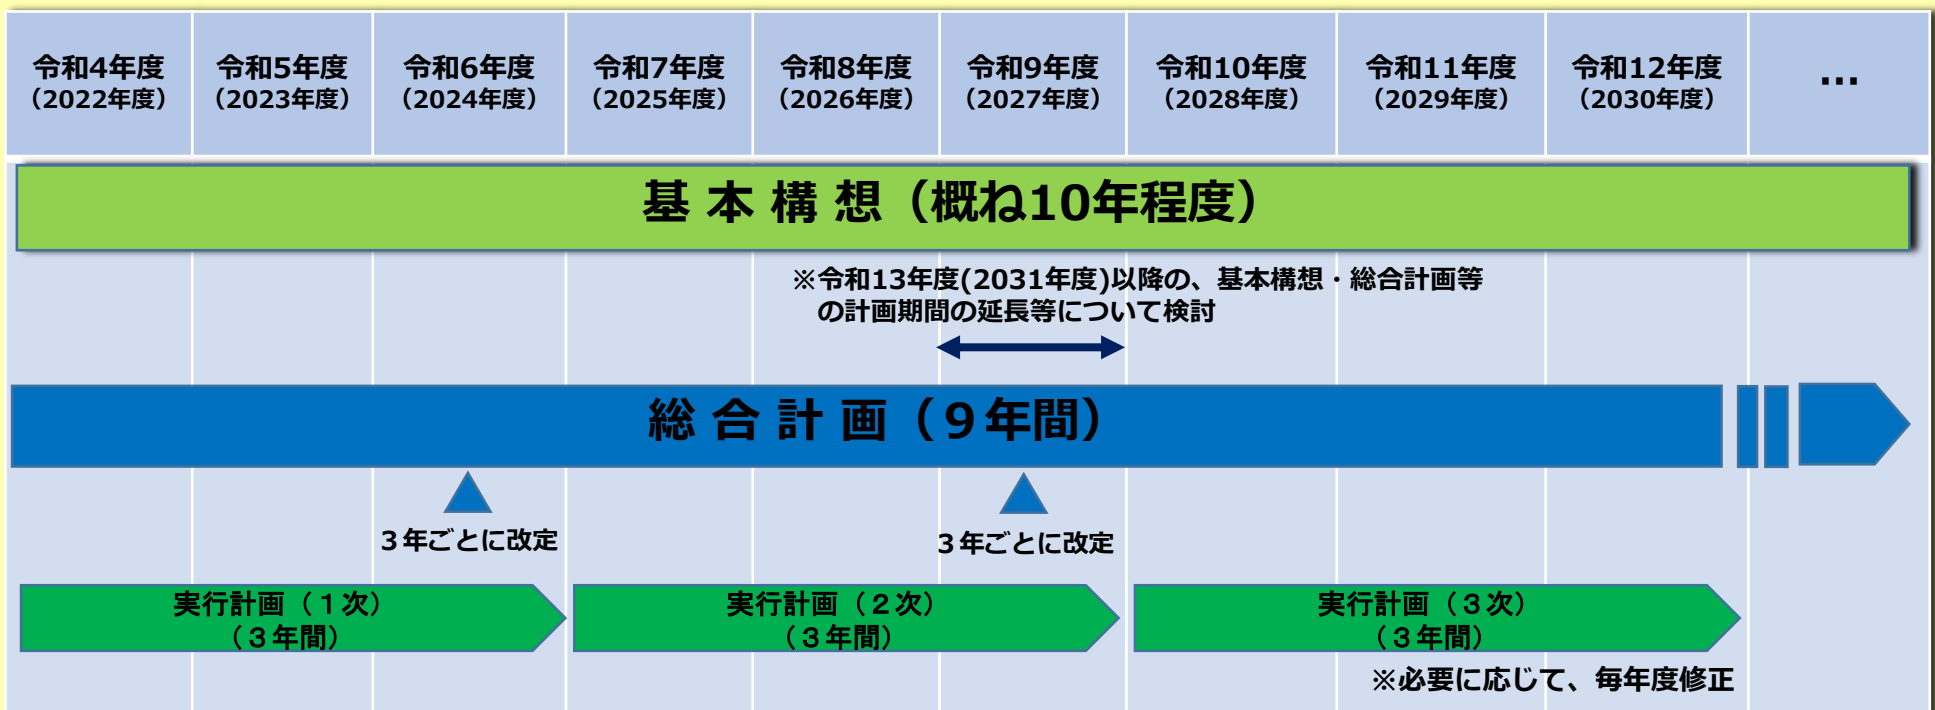 令和4年度
（2022年度）
令和5年度
（2023年度）
令和6年度
（2024年度）
令和7年度
（2025年度）
令和8年度
（2026年度）
令和9年度
（2027年度）
令和10年度
（2028年度）
令和11年度
（2029年度）
令和12年度
（2030年度）
…
基 本 構 想（概ね10年程度）
※令和13年度(2031年度)以降の、基本構想・総合計画等
の計画期間の延長等について検討
総 合 計 画（９年間）
３年ごとに改定
３年ごとに改定
実行計画（１次）
（３年間）
実行計画（２次）
（３年間）
実行計画（３次）
（３年間）
※必要に応じて、毎年度修正